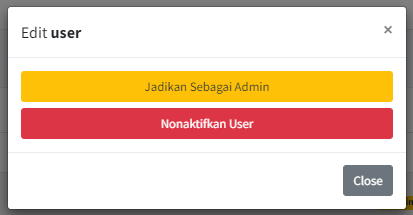 Edit user
×
Jadikan Sebagai Admin
Nonaktifkan User
Close